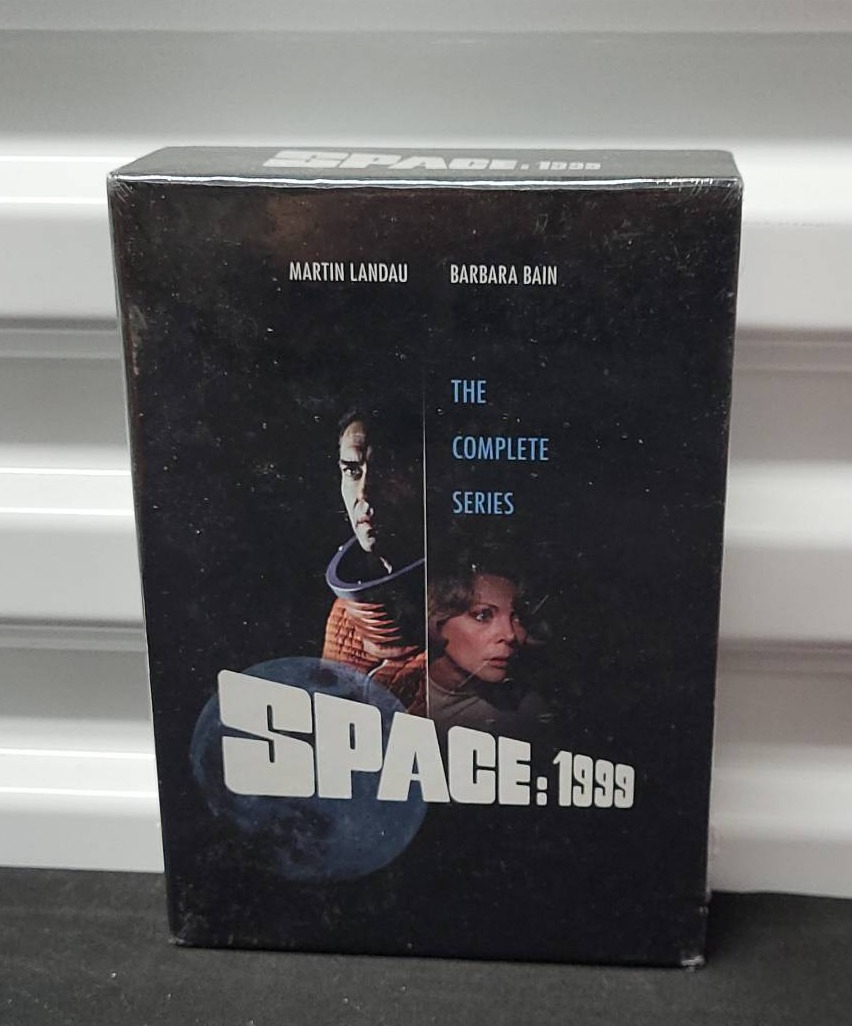 SPACE: 1999
MARTIN LANDAU BARBARA BAIN
THE
COMPLETE
SERIES
SPACE: 1999